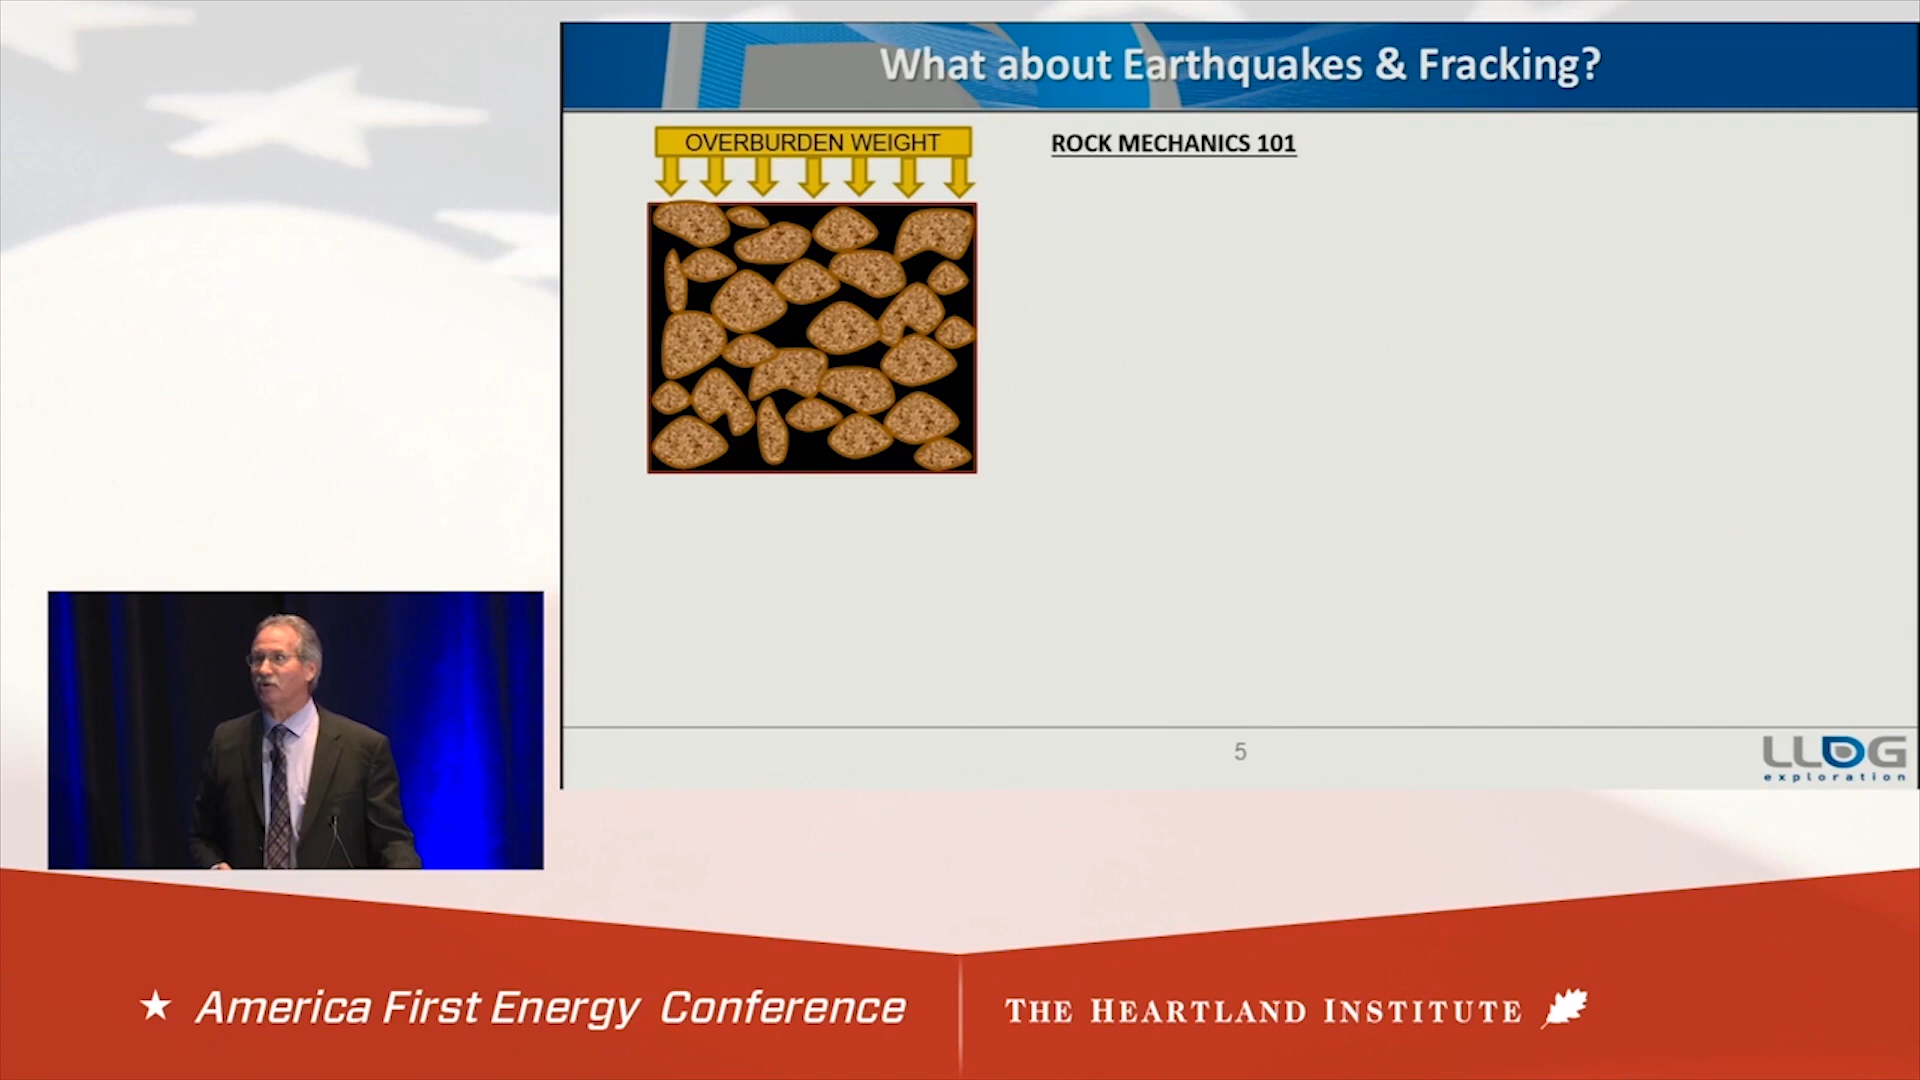 What about Earthquakes & Fracking?
OVERBURDEN WEIGHT
ROCK MECHANICS 101
5
LLOG
exploration
America First Energy Conference
THE HEARTLAND INSTITUTE